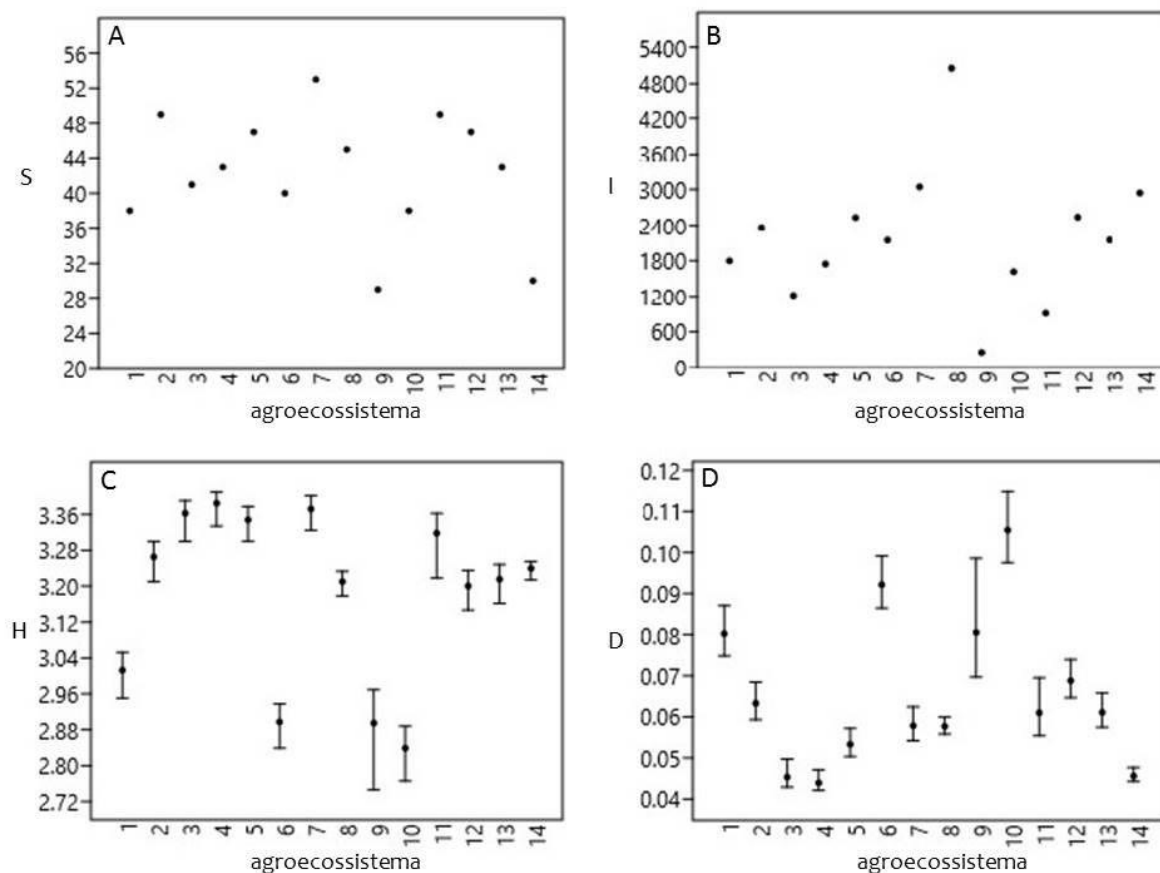 A
56
52
48
44
40
36
32
28
24
20
S
1 2 3 4 5 6 7 8 9 10 11 12 13 14
agroecossistema
B
5400
4800
4200
3600
3000
2400
1800
1200
600
0
I
1 2 3 4 5 6 7 8 9 10 11 12 13 14
agroecossistema
C
3.36
3.28
3.20
3.12
3.04
2.96
2.88
2.80
2.72
H
1 2 3 4 5 6 7 8 9 10 11 12 13 14
agroecossistema
D
0.12
0.11
0.10
0.09
0.08
0.07
0.06
0.05
0.04
D
1 2 3 4 5 6 7 8 9 10 11 12 13 14
agroecossistema